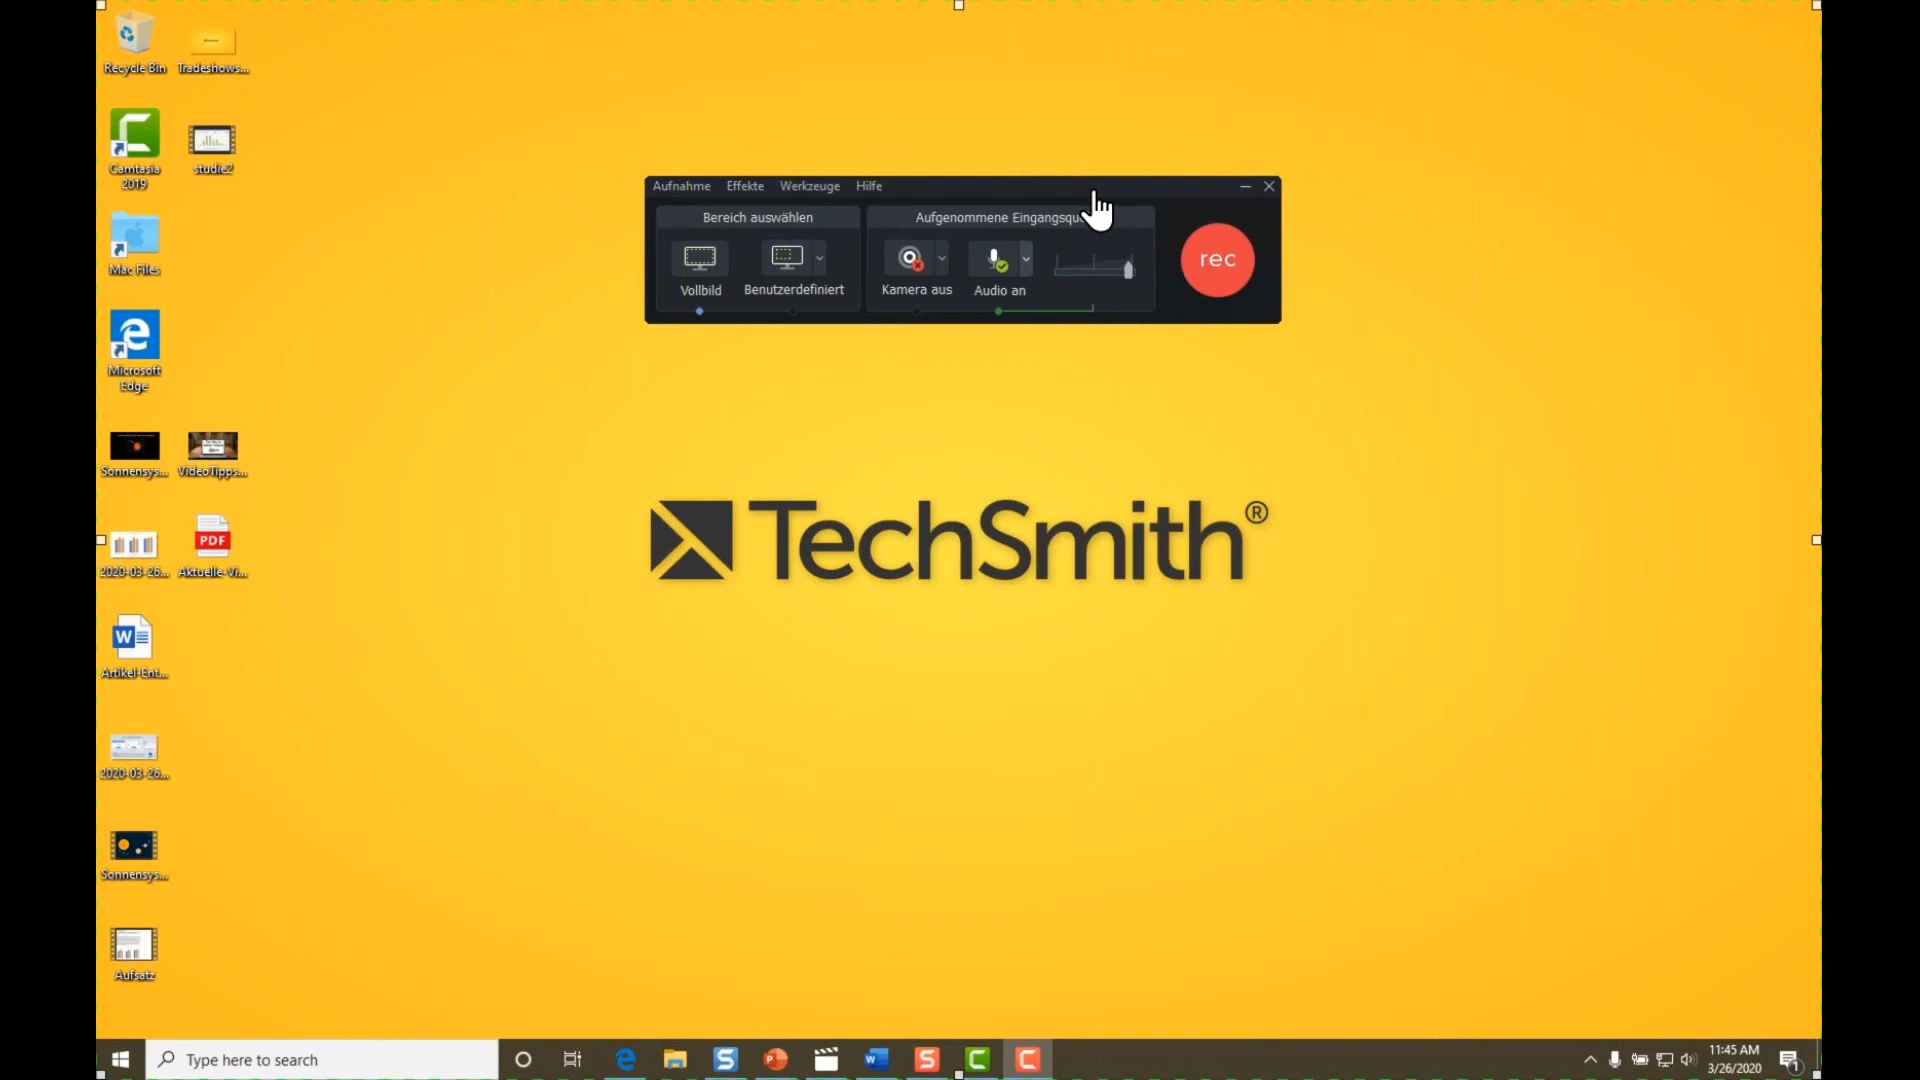 Recycle Bin
Tradeshows...
Camtasia
2019
studie2
Mac Files
Microsoft
Edge
Sonnensys...
VideoTipps...
2020-03-26...
PDF
Aktuelle-Vi...
W
Artikel-Ent...
2020-03-26...
Sonnensys...
Aufsatz
Aufnahme Effekte Werkzeuge Hilfe
Bereich auswählen
Aufgenommene Eingangsqu
Vollbild
Benutzerdefiniert
Kamera aus
Audio an
rec
TechSmith®
Type here to search
11:45 AM
3/26/2020
1